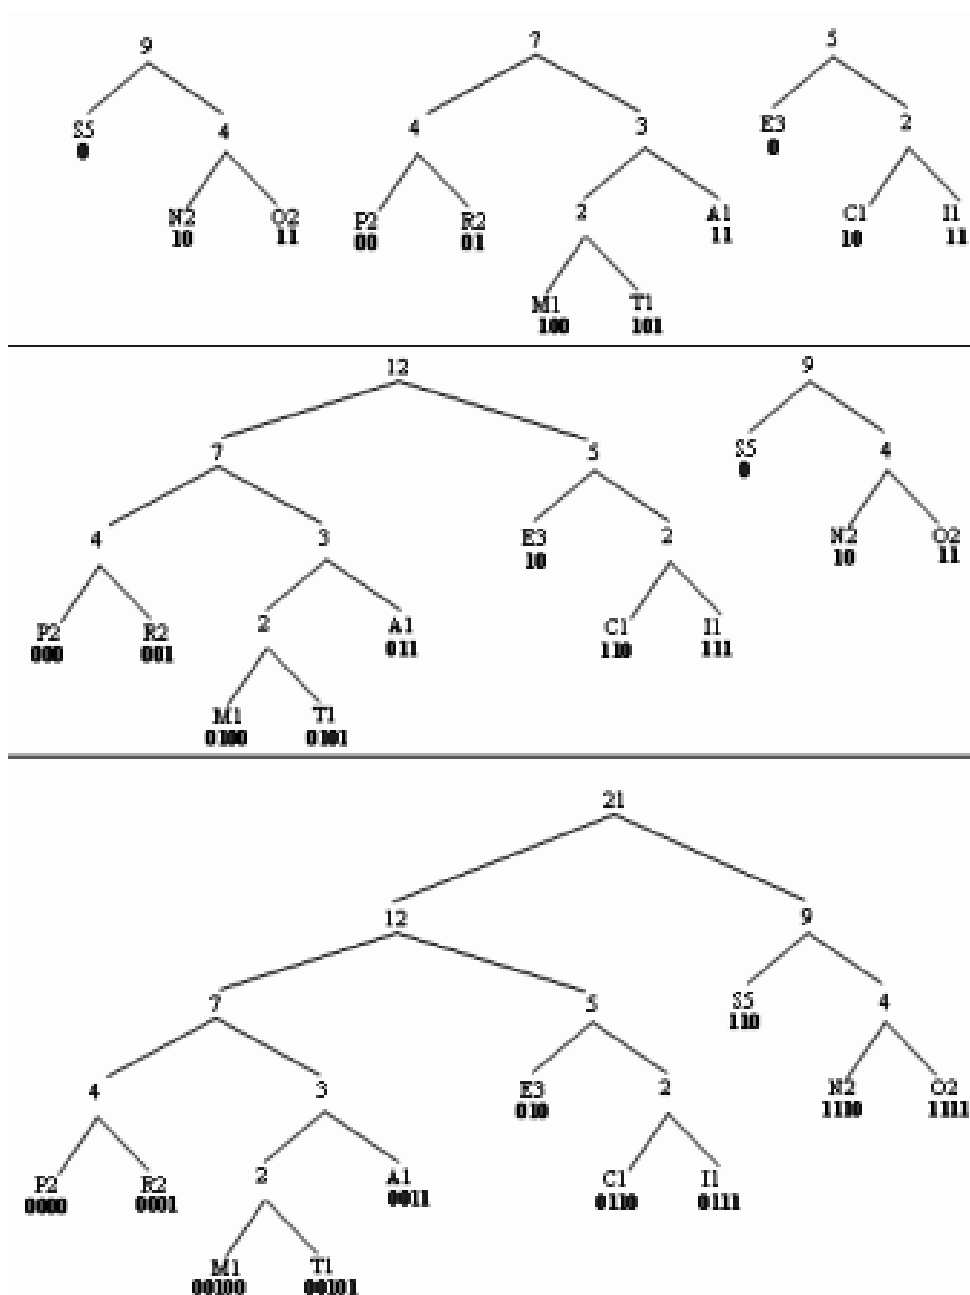 9 7 5
S5 4 4 3 E3 2
0
N2 O2 P2 R2 2 A1 C1 I1
10 11 00 01 11 10 11
M1 T1
100 101
12 9
7 5 S5 4
0
4 3 E3 2 N2 O2
10 10 11
P2 R2 2 A1 C1 I1
000 001 011 110 111
M1 T1
0100 0101
21
12 9
7 5 S5 4
110
4 3 E3 2 N2 O2
010 1110 1111
P2 R2 2 A1 C1 I1
0000 0001 0011 0110 0111
M1 T1
00100 00101